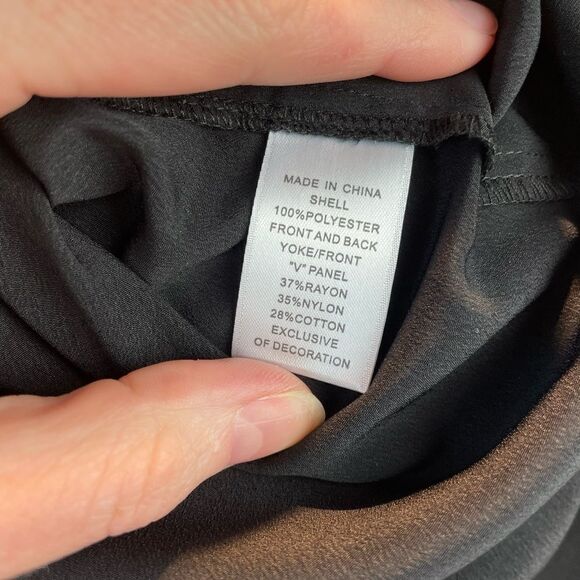 MADE IN CHINA
SHELL
100%POLYESTER
FRONT AND BACK
YOKE/FRONT
"V" PANEL
37%RAYON
35%NYLON
28%COTTON
EXCLUSIVE
OF DECORATION